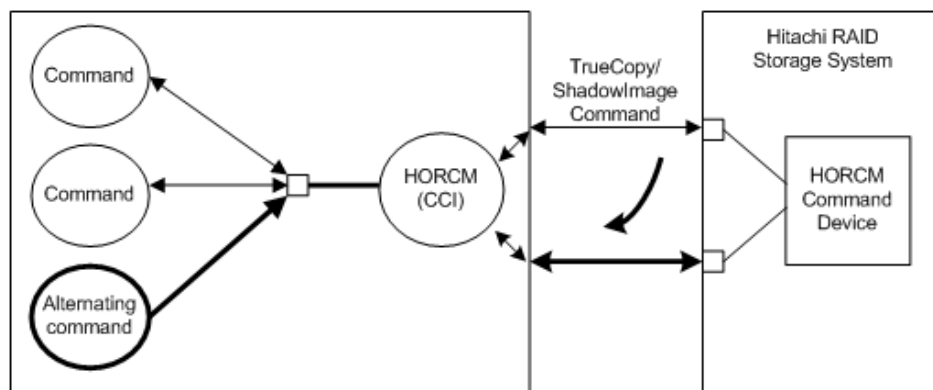 Command
Command
Alternating
command
HORCM
(CCI)
TrueCopy/
ShadowImage
Command
Hitachi RAID
Storage System
HORCM
Command
Device